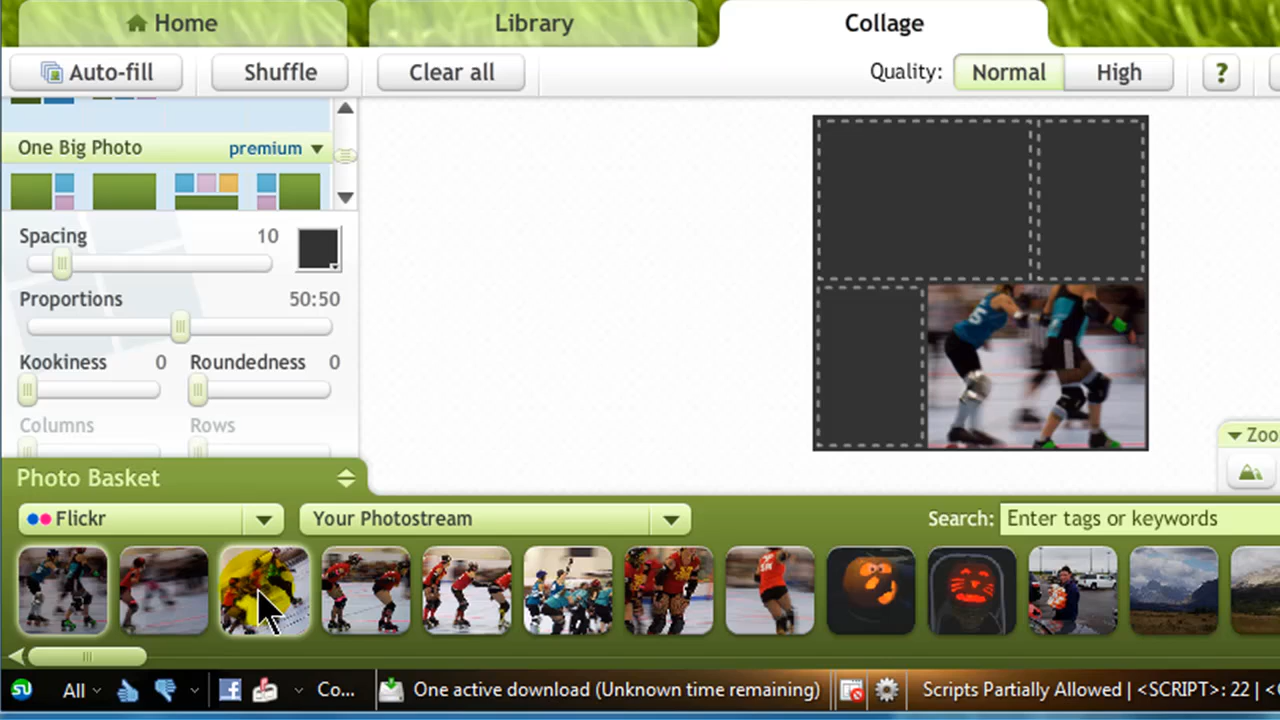 Home
Library
Collage
Auto-fill
Shuffle
Clear all
Quality:
Normal
High
?
One Big Photo
premium
Spacing
10
Proportions
50:50
Kookiness
0
Roundedness
0
Columns
Rows
Zoo
Photo Basket
Flickr
Your Photostream
Search:
Enter tags or keywords
All
Co...
One active download (Unknown time remaining)
Scripts Partially Allowed | <SCRIPT>: 22 | <